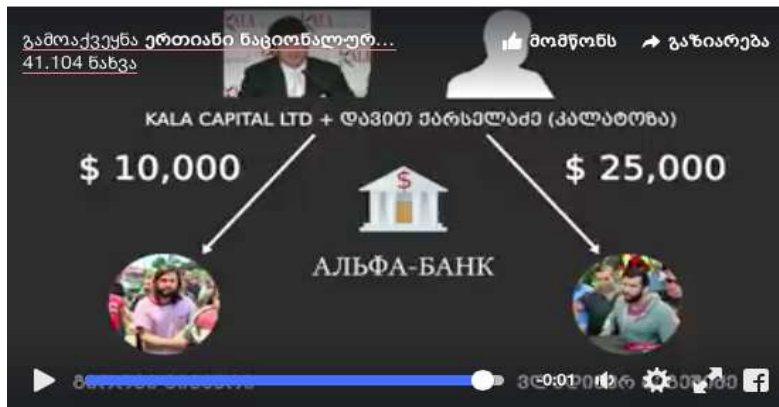 გამოაქვეყნა ერთიანი ნაციონალურ...
41.104 ნახვა
მომწონს
გაზიარება
KALA
KALA CAPITAL LTD + დავით ქარსელაძე (კალატოზა)
$ 10,000
$ 25,000
$
АЛЬФА-БАНК
-0:01